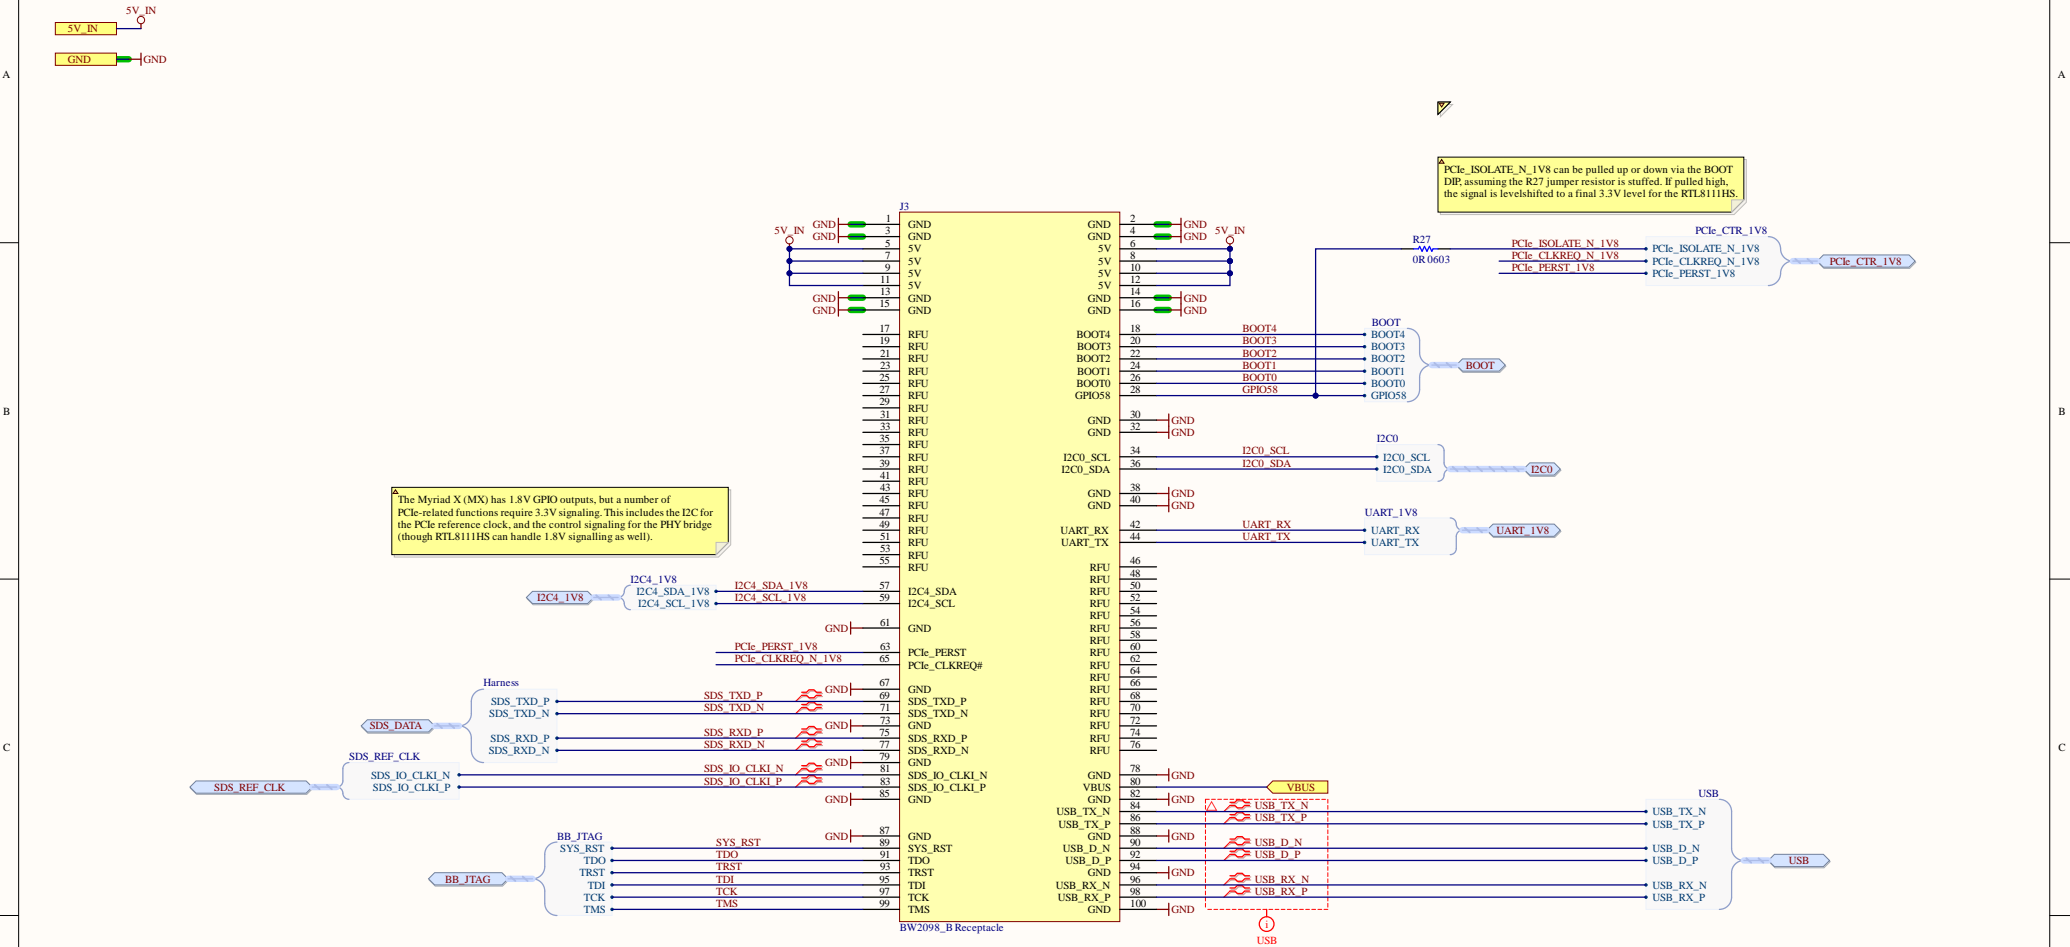 5V_IN
5V_IN
GND GND
A A
PCIe_ISOLATE_N_1V8 can be pulled up or down via the BOOT
DIP, assuming the R27 jumper resistor is stuffed. If pulled high,
the signal is levelshifted to a final 3.3V level for the RTL8111HS.
J3
GND 1 GND GND 2 GND
GND 3 GND GND 4 GND
5V_IN 5V_IN
5 5V 5V 6
7 5V 5V 8
9 5V 5V 10
11 5V 5V 12
GND 13 GND GND 14 GND
GND 15 GND GND 16 GND
PCIe_CTR_1V8
R27 PCIe_ISOLATE_N_1V8 PCIe_ISOLATE_N_1V8
0R 0603 PCIe_CLKREQ_N_1V8 PCIe_CLKREQ_N_1V8 PCIe_CTR_1V8
PCIe_PERST_1V8 PCIe_PERST_1V8
BOOT
17 RFU BOOT4 18 BOOT4 BOOT4
19 RFU BOOT3 20 BOOT3 BOOT3
21 RFU BOOT2 22 BOOT2 BOOT2
23 RFU BOOT1 24 BOOT1 BOOT1 BOOT
25 RFU BOOT0 26 BOOT0 BOOT0
27 RFU GPIO58 28 GPIO58 GPIO58
29 RFU
B B
31 RFU GND 30 GND
33 RFU GND 32 GND
35 RFU
I2C0
37 RFU I2C0_SCL 34 I2C0_SCL I2C0_SCL
39 RFU I2C0_SDA 36 I2C0_SDA I2C0_SDA I2C0
41 RFU
43 RFU GND 38 GND
45 RFU GND 40 GND
47 RFU
UART_1V8
49 RFU UART_RX 42 UART_RX UART_RX UART_1V8
51 RFU UART_TX 44 UART_TX UART_TX
53 RFU
55 RFU RFU 46
The Myriad X (MX) has 1.8V GPIO outputs, but a number of
PCIe-related functions require 3.3V signaling. This includes the I2C for
the PCIe reference clock, and the control signaling for the PHY bridge
(though RTL8111HS can handle 1.8V signalling as well).
I2C4_1V8
RFU 48
I2C4_SDA_1V8 I2C4_SDA_1V8 57 I2C4_SDA RFU 50
I2C4_1V8
I2C4_SCL_1V8 I2C4_SCL_1V8 59 I2C4_SCL RFU 52
RFU 54
GND 61 GND RFU 56
RFU 58
PCIe_PERST_1V8 63 PCIe_PERST RFU 60
PCIe_CLKREQ_N_1V8 65 PCIe_CLKREQ# RFU 62
RFU 64
Harness
GND 67 GND RFU 66
SDS_TXD_P SDS_TXD_P 69 SDS_TXD_P RFU 68
SDS_TXD_N SDS_TXD_N 71 SDS_TXD_N RFU 70
SDS_DATA GND 73 GND RFU 72
SDS_RXD_P SDS_RXD_P 75 SDS_RXD_P RFU 74
SDS_RXD_N SDS_RXD_N 77 SDS_RXD_N RFU 76
C C
SDS_REF_CLK
GND 79 GND
SDS_IO_CLKI_N SDS_IO_CLKI_N 81 SDS_IO_CLKI_N GND 78 GND
SDS_REF_CLK SDS_IO_CLKI_P SDS_IO_CLKI_P 83 SDS_IO_CLKI_P VBUS 80 VBUS
GND 85 GND GND 82 GND
USB
USB_TX_N 84 USB_TX_N USB_TX_N
USB_TX_P 86 USB_TX_P USB_TX_P
BB_JTAG
GND 87 GND GND 88 GND
SYS_RST SYS_RST 89 SYS_RST USB_D_N 90 USB_D_N USB_D_N
TDO TDO 91 TDO USB_D_P 92 USB_D_P USB_D_P USB
TRST TRST 93 TRST GND 94 GND
BB_JTAG
TDI TDI 95 TDI USB_RX_N 96 USB_RX_N USB_RX_N
TCK TCK 97 TCK USB_RX_P 98 USB_RX_P USB_RX_P
TMS TMS 99 TMS GND 100 GND
BW2098_B Receptacle
i
USB